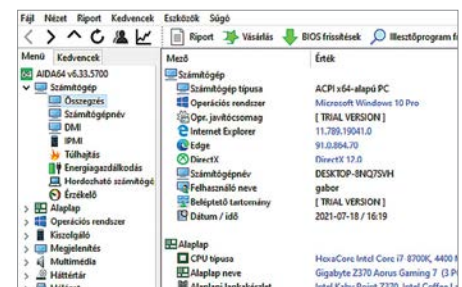 Fájl Nézet Riport Kedvencek Eszközök Súgó
Riport Vásárlás BIOS frissítések Illesztőprogram f
Menü Kedvencek
Mező Érték
AIDA64 v6.33.5700
Számítógép
Összegzés
Számítógépnév
DMI
IPMI
Túlhajtás
Energiagazdálkodás
Hordozható számítógé
Érzékelő
Alaplap
Operációs rendszer
Kiszolgáló
Megjelenítés
Multimédia
Háttértár
Számítógép
Számítógép típusa ACPI x64-alapú PC
Operációs rendszer Microsoft Windows 10 Pro
Opr. javítócsomag [ TRIAL VERSION ]
Internet Explorer 11.789.19041.0
Edge 91.0.864.70
DirectX DirectX 12.0
Számítógépnév DESKTOP-8NQ7SVH
Felhasználó neve gabor
Beléptető tartomány [ TRIAL VERSION ]
Dátum / idő 2021-07-18 / 16:19
Alaplap
CPU típusa HexaCore Intel Core i7 8700K, 4400
Alaplap neve Gigabyte Z370 Aorus Gaming 7 (3 P